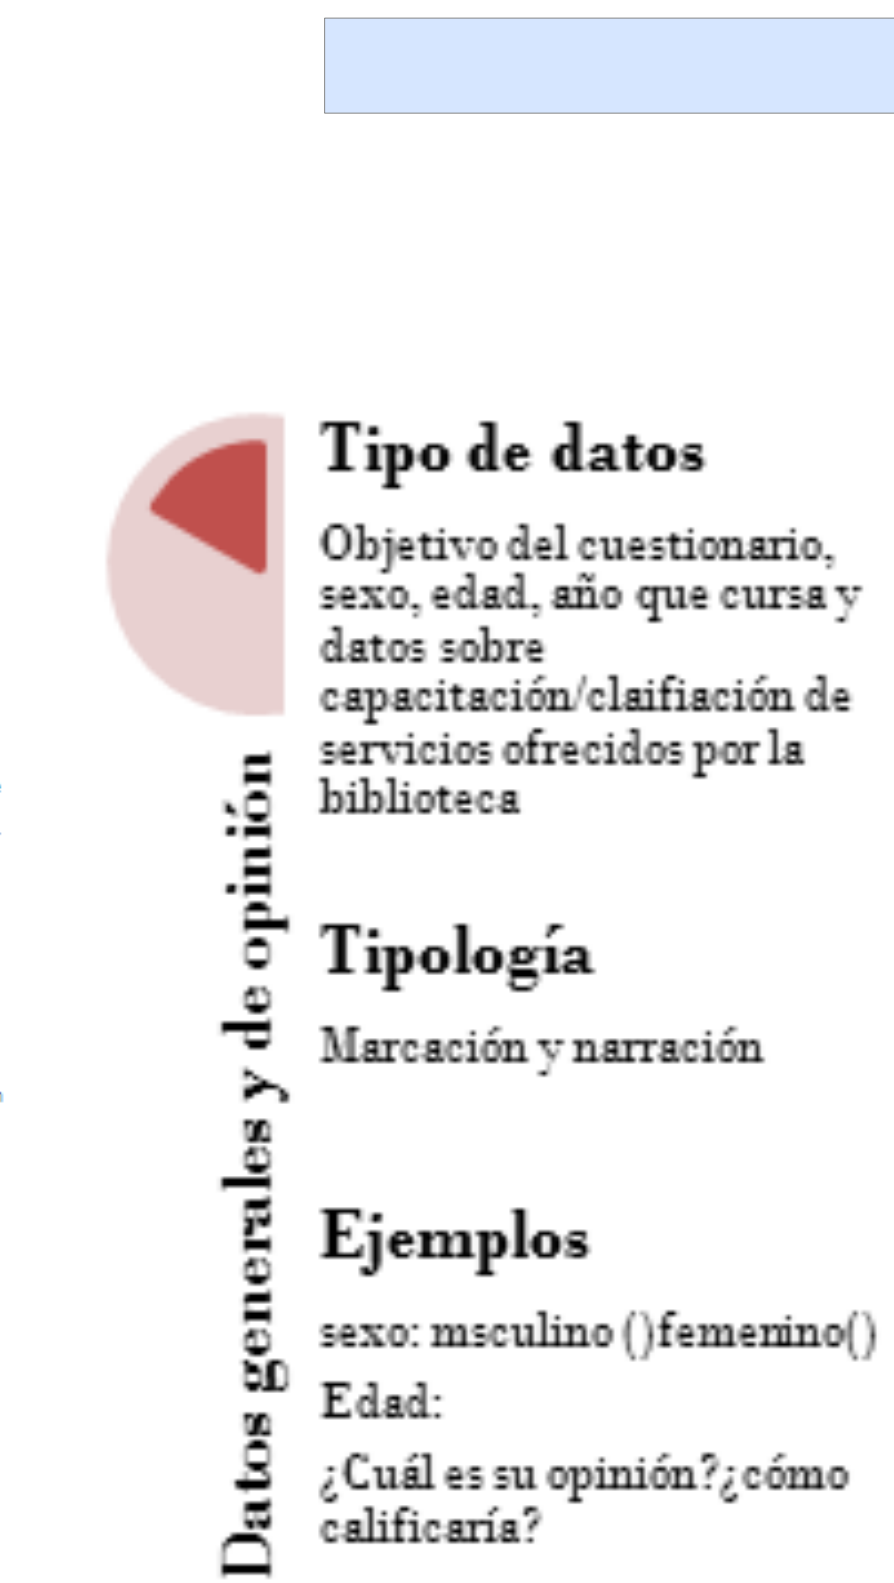 Tipo de datos
Objetivo del cuestionario,
sexo, edad, año que cursa y
datos sobre
capacitación/claifiación de
servicios ofrecidos por la
biblioteca
Datos generales y de opinión
Tipología
Marcación y narración
Ejemplos
sexo: msculino ()femenino()
Edad:
¿Cuál es su opinión?¿cómo
calificaría?